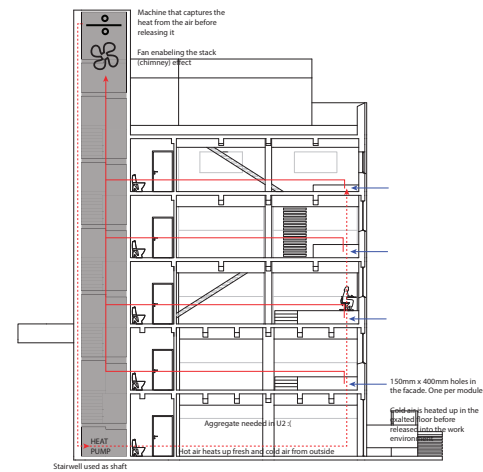 Machine that captures the
heat from the air before
releasing it
Fan enabeling the stack
(chimney) effect
150mm x 400mm holes in
the facade. One per module
Cold air is heated up in the
exalted floor before
released into the work
environment
Aggregate needed in U2 :(
HEAT
PUMP
Hot air heats up fresh and cold air from outside
Stairwell used as shaft